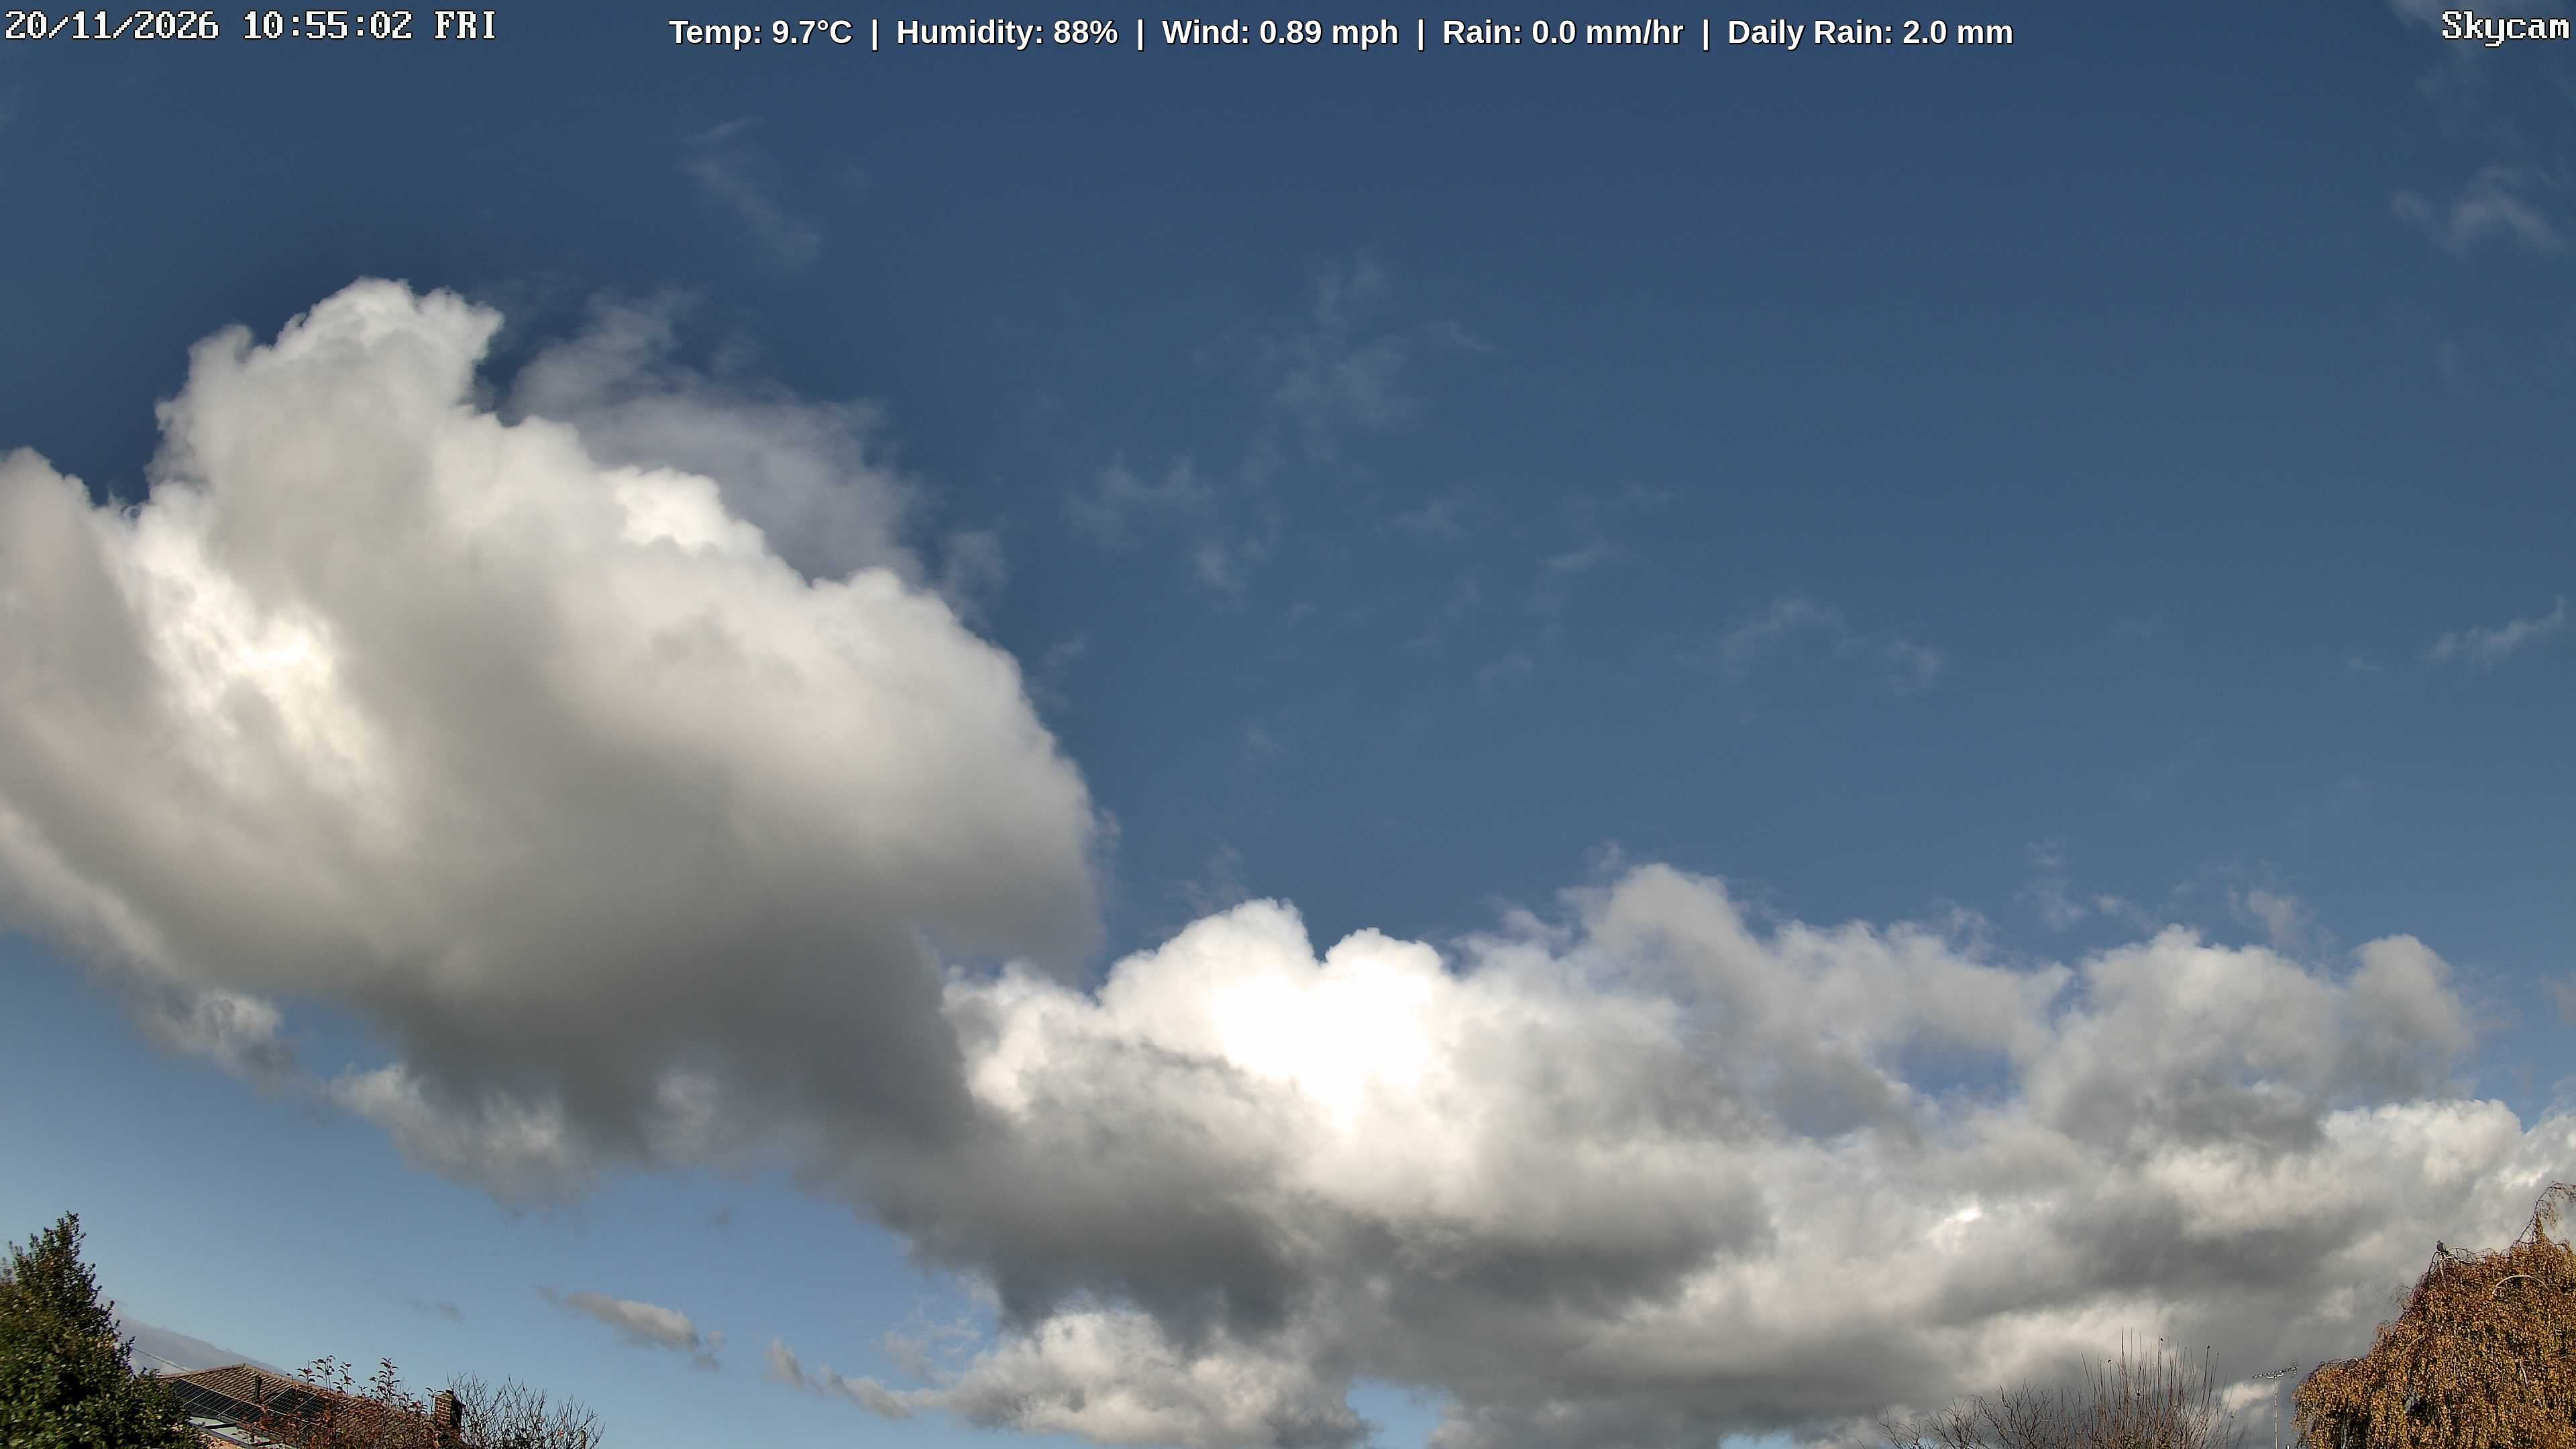 20/11/2026 10:55:02 FRI
Temp: 9.7°C | Humidity: 88% | Wind: 0.89 mph | Rain: 0.0 mm/hr | Daily Rain: 2.0 mm
Skycam